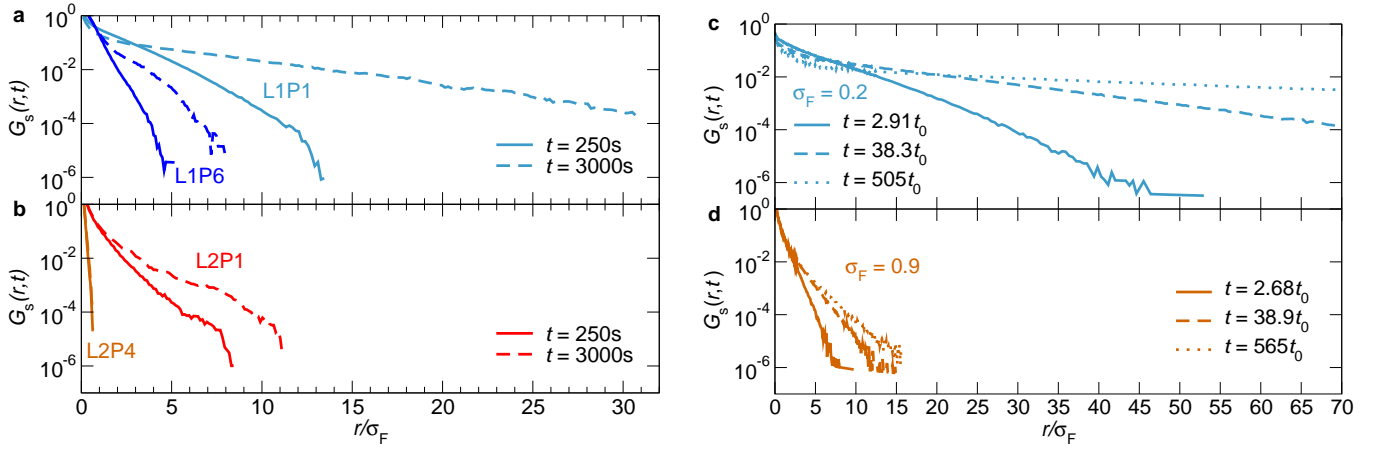 a
10^0
10^-2
10^-4
10^-6
G_s(r,t)
L1P1
L1P6
t = 250s
t = 3000s
b
10^0
10^-2
10^-4
10^-6
G_s(r,t)
L2P1
L2P4
t = 250s
t = 3000s
0 5 10 15 20 25 30
r/σ_F
c
10^0
10^-2
10^-4
10^-6
G_s(r,t)
σ_F = 0.2
t = 2.91t_0
t = 38.3t_0
t = 505t_0
d
10^0
10^-2
10^-4
10^-6
G_s(r,t)
σ_F = 0.9
t = 2.68t_0
t = 38.9t_0
t = 565t_0
0 5 10 15 20 25 30 35 40 45 50 55 60 65 70
r/σ_F